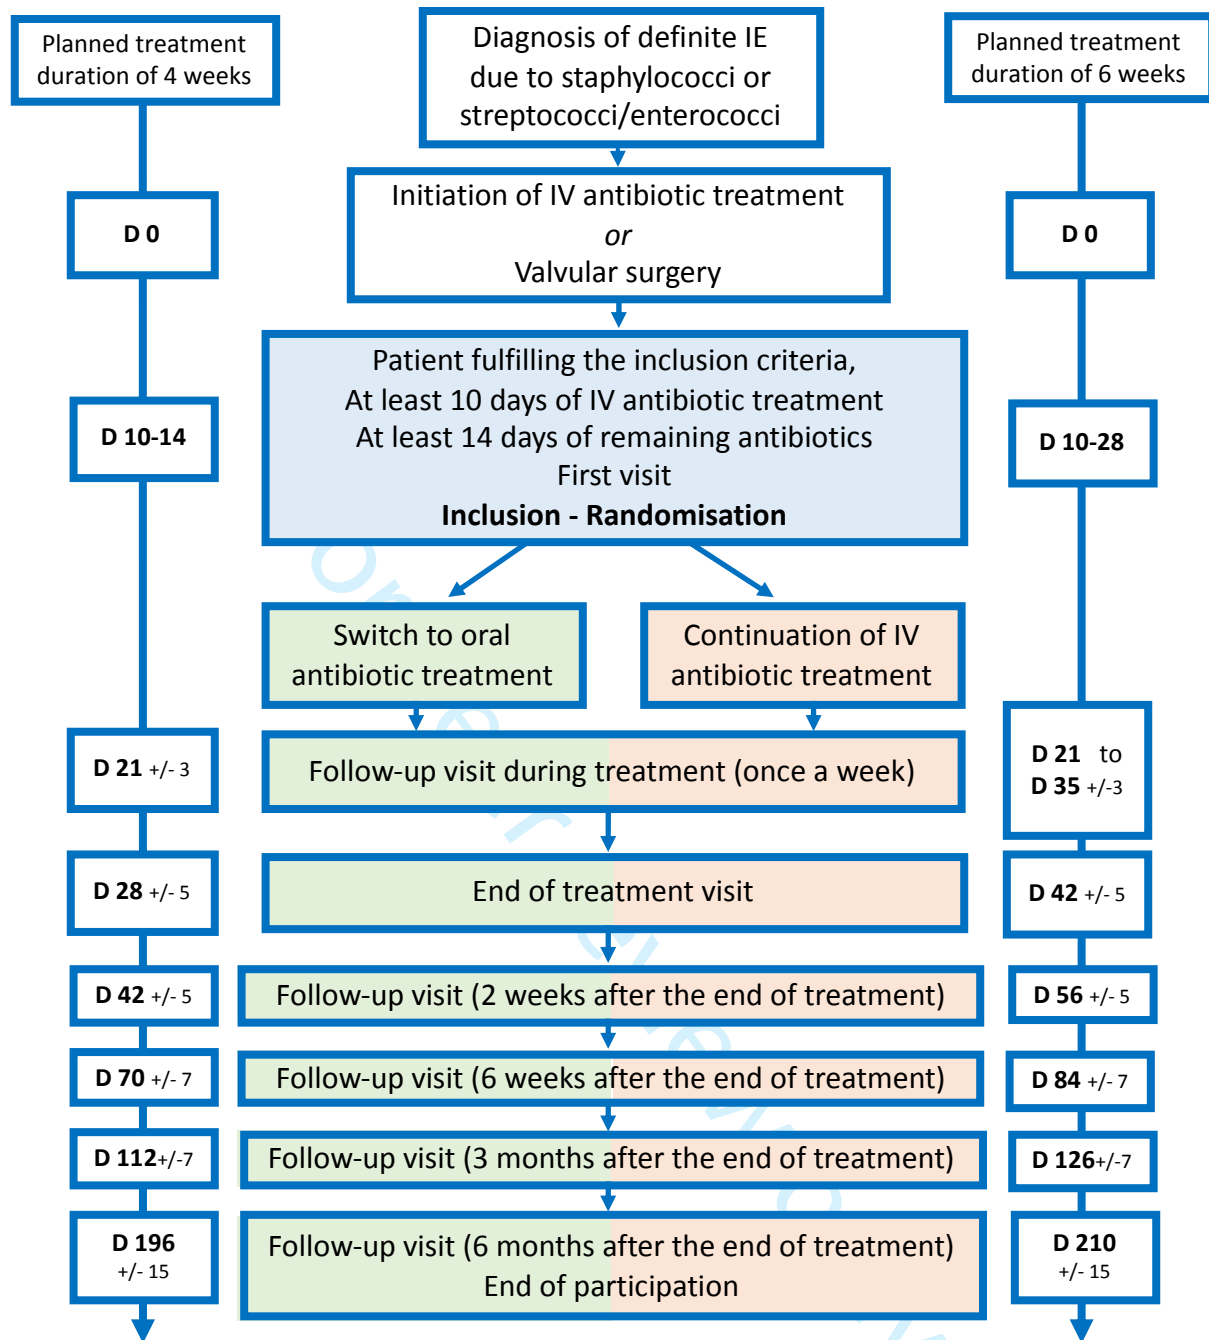 Planned treatment
duration of 4 weeks
Diagnosis of definite IE
due to staphylococci or
streptococci/enterococci
Planned treatment
duration of 6 weeks
D 0
Initiation of IV antibiotic treatment
or
Valvular surgery
D 0
D 10-14
Patient fulfilling the inclusion criteria,
At least 10 days of IV antibiotic treatment
At least 14 days of remaining antibiotics
First visit
Inclusion - Randomisation
D 10-28
Switch to oral
antibiotic treatment
Continuation of IV
antibiotic treatment
D 21 +/- 3
Follow-up visit during treatment (once a week)
D 21 to
D 35 +/-3
D 28 +/- 5
End of treatment visit
D 42 +/- 5
D 42 +/- 5
Follow-up visit (2 weeks after the end of treatment)
D 56 +/- 5
D 70 +/- 7
Follow-up visit (6 weeks after the end of treatment)
D 84 +/- 7
D 112+/-7
Follow-up visit (3 months after the end of treatment)
D 126+/-7
D 196
+/- 15
Follow-up visit (6 months after the end of treatment)
End of participation
D 210
+/- 15